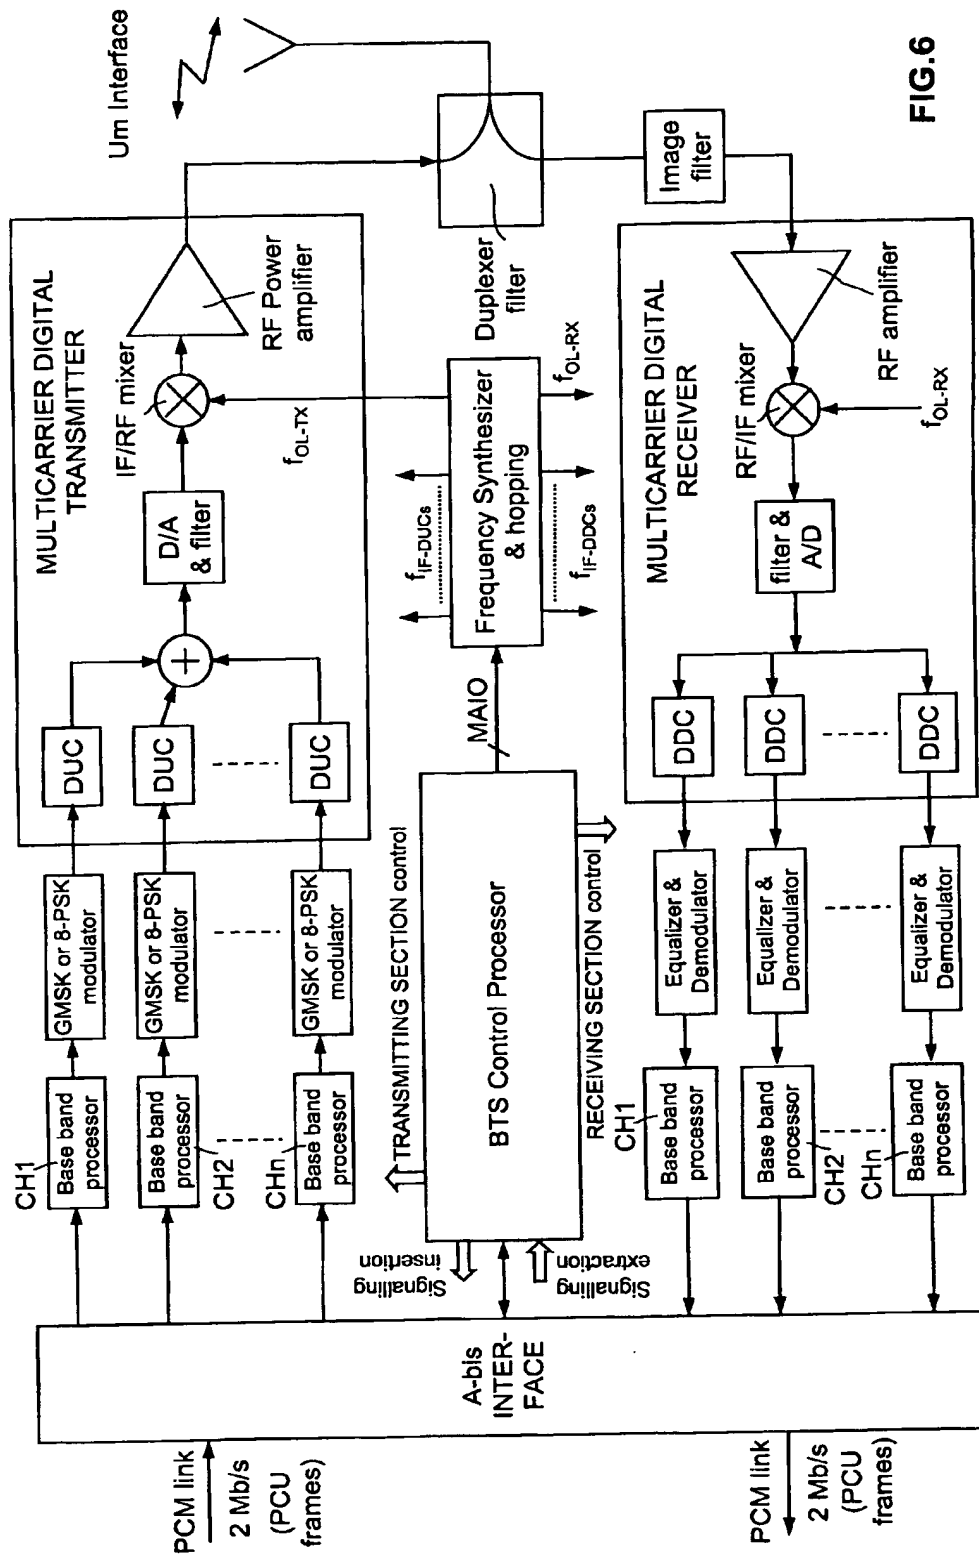 PCM link
2 Mb/s
(PCU
frames)
PCM link
2 Mb/s
(PCU
frames)
A-bis
INTER-
FACE
CH1
Base band
processor
GMSK or 8-PSK
modulator
DUC
Base band
processor
CH2
GMSK or 8-PSK
modulator
DUC
CHn
Base band
processor
GMSK or 8-PSK
modulator
DUC
MULTICARRIER DIGITAL
TRANSMITTER
+
D/A
& filter
IF/RF mixer
RF Power
amplifier
fOL-TX
Um Interface
TRANSMITTING SECTION control
Signalling
insertion
Signalling
extraction
BTS Control Processor
RECEIVING SECTION control
MAIO
fIF-DUCs
Frequency Synthesizer
& hopping
fIF-DDCs
fOL-RX
Duplexer
filter
Image
filter
CH1
Base band
processor
Equalizer &
Demodulator
DDC
Base band
processor
CH2
Equalizer &
Demodulator
DDC
CHn
Base band
processor
Equalizer &
Demodulator
DDC
MULTICARRIER DIGITAL
RECEIVER
filter &
A/D
RF/IF mixer
RF amplifier
fOL-RX
FIG.6